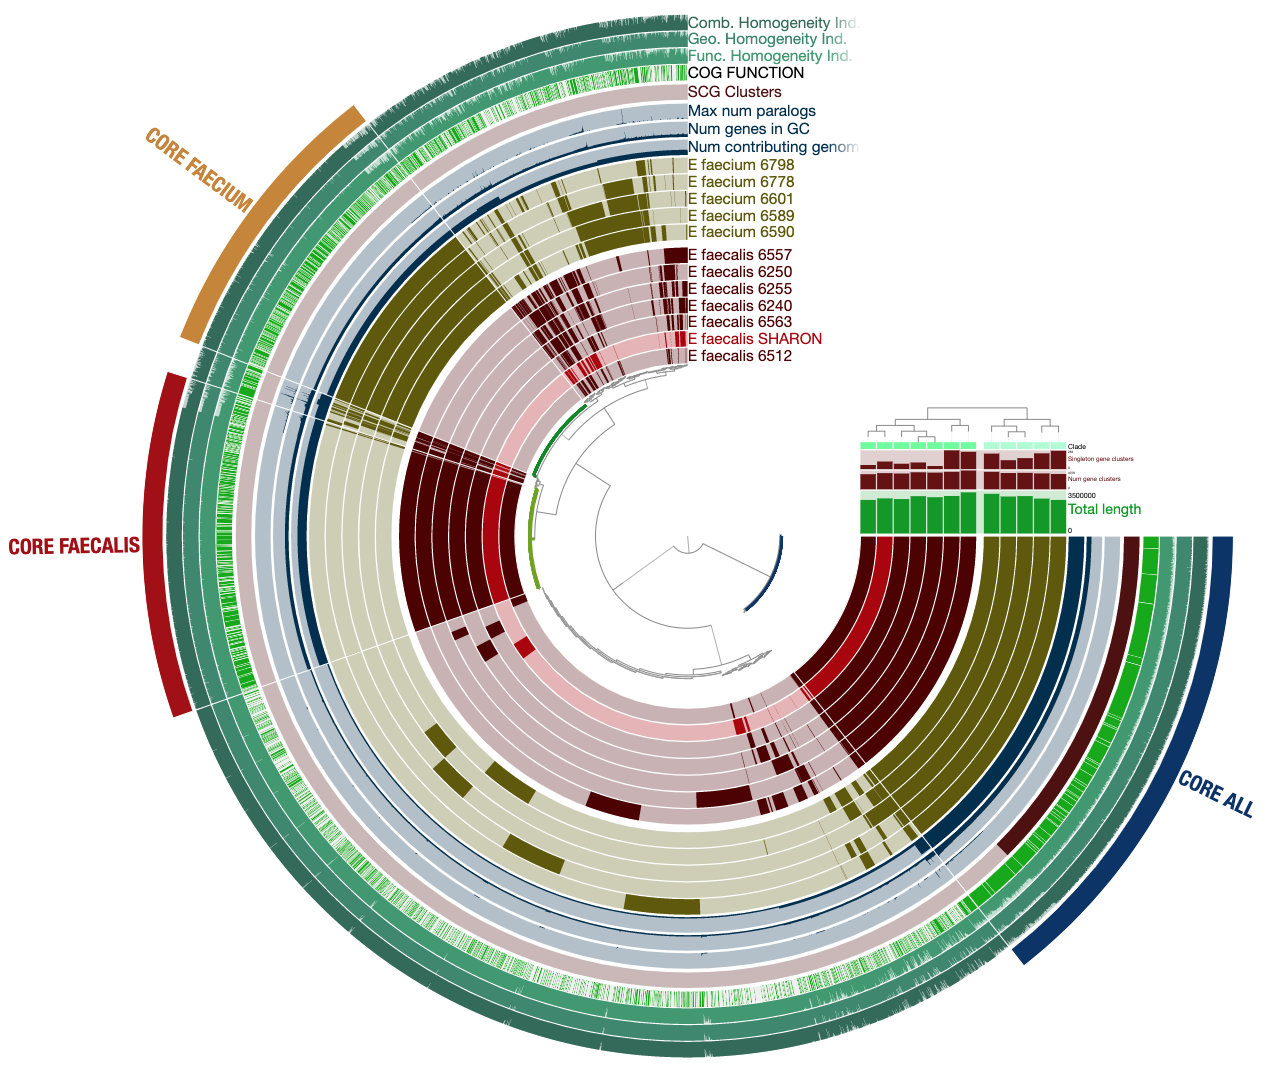 Comb. Homogeneity Ind.
Geo. Homogeneity Ind.
Func. Homogeneity Ind.
COG FUNCTION
SCG Clusters
Max num paralogs
Num genes in GC
Num contributing genom
E faecium 6798
E faecium 6778
E faecium 6601
E faecium 6589
E faecium 6590
E faecalis 6557
E faecalis 6250
E faecalis 6255
E faecalis 6240
E faecalis 6563
E faecalis SHARON
E faecalis 6512
CORE FAECIUM
CORE FAECALIS
CORE ALL
Clade
Singleton gene clusters
0
Num gene clusters
3500000
Total length
0